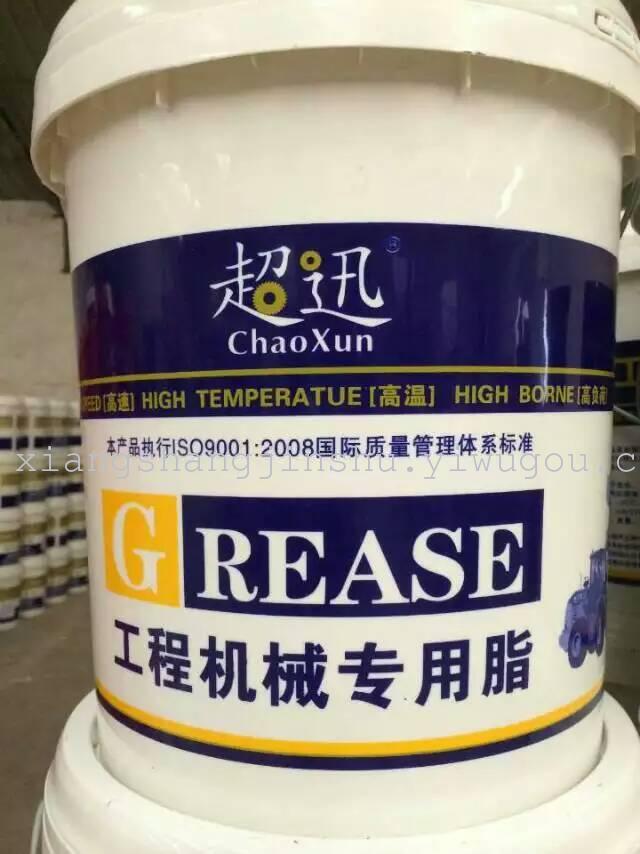 超迅
ChaoXun
PEED[高速] HIGH TEMPERATUE[高温] HIGH BORNE[高负荷]
本产品执行ISO9001:2008国际质量管理体系标准
xiangshangjinshu.yiwugou.c
GREASE
工程机械专用脂